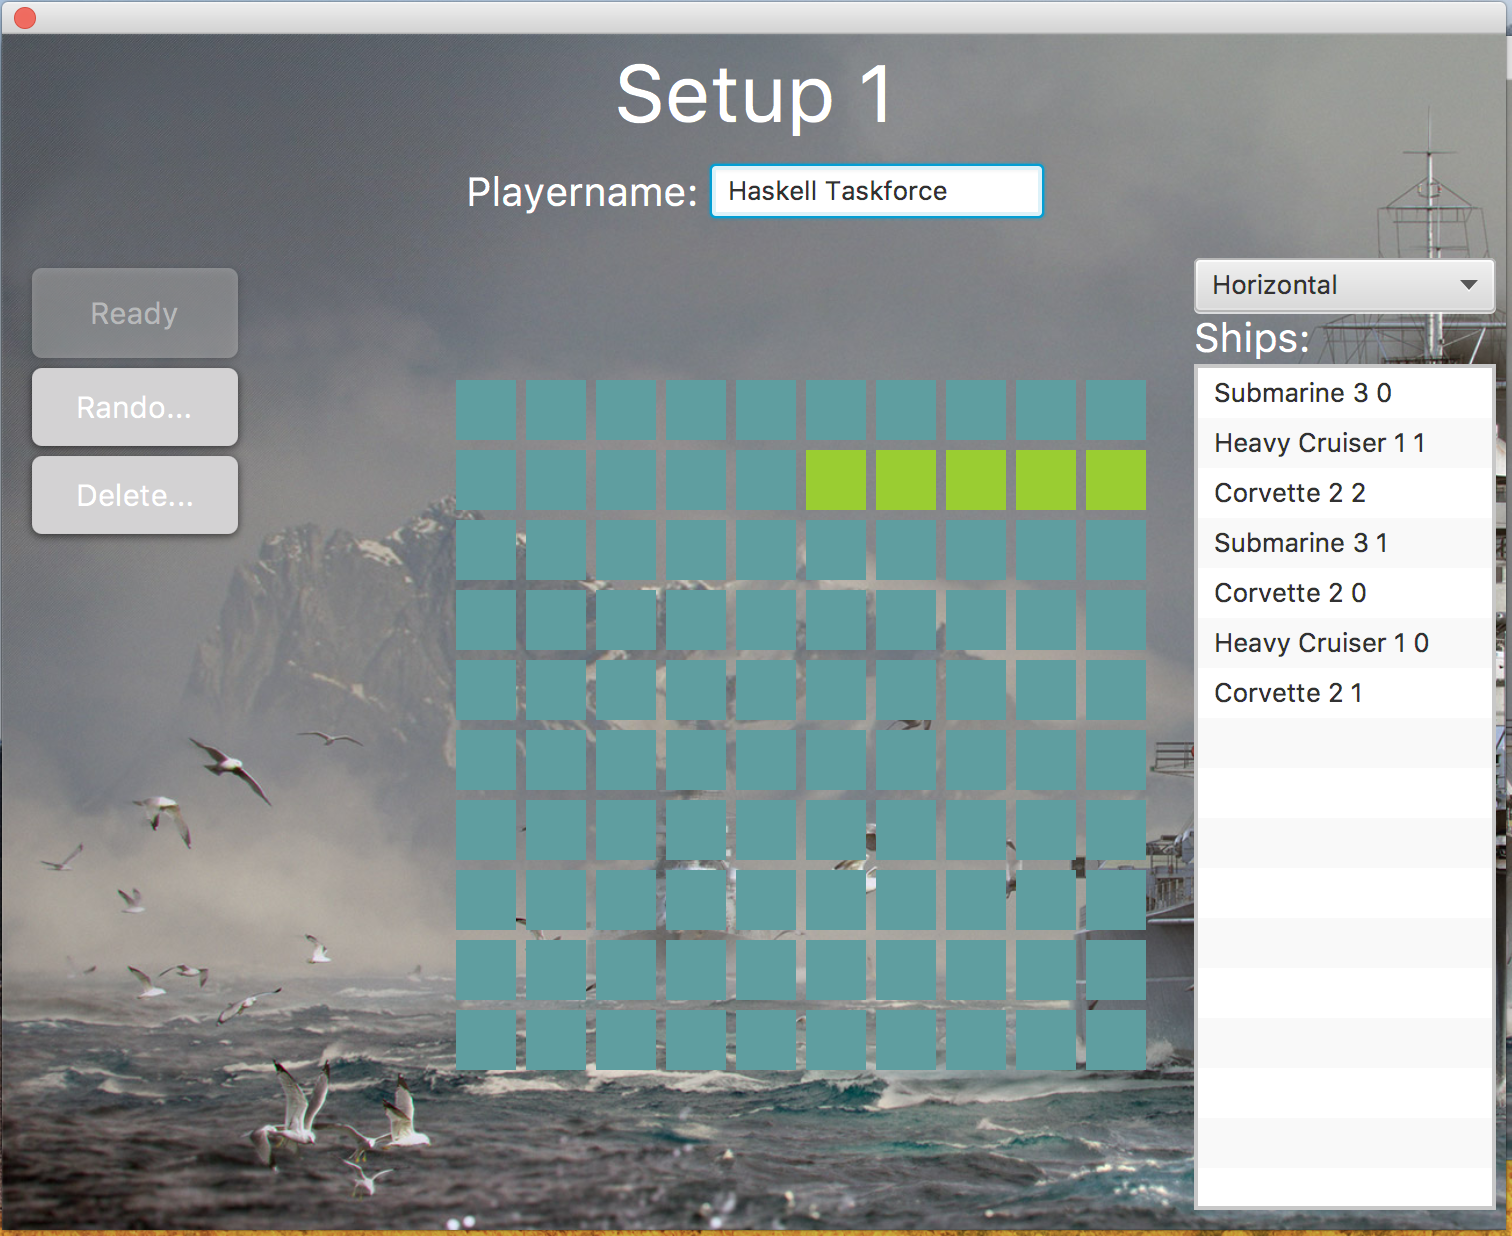 Setup 1
Playername: Haskell Taskforce
Ready
Rando...
Delete...
Horizontal
Ships:
Submarine 3 0
Heavy Cruiser 1 1
Corvette 2 2
Submarine 3 1
Corvette 2 0
Heavy Cruiser 1 0
Corvette 2 1